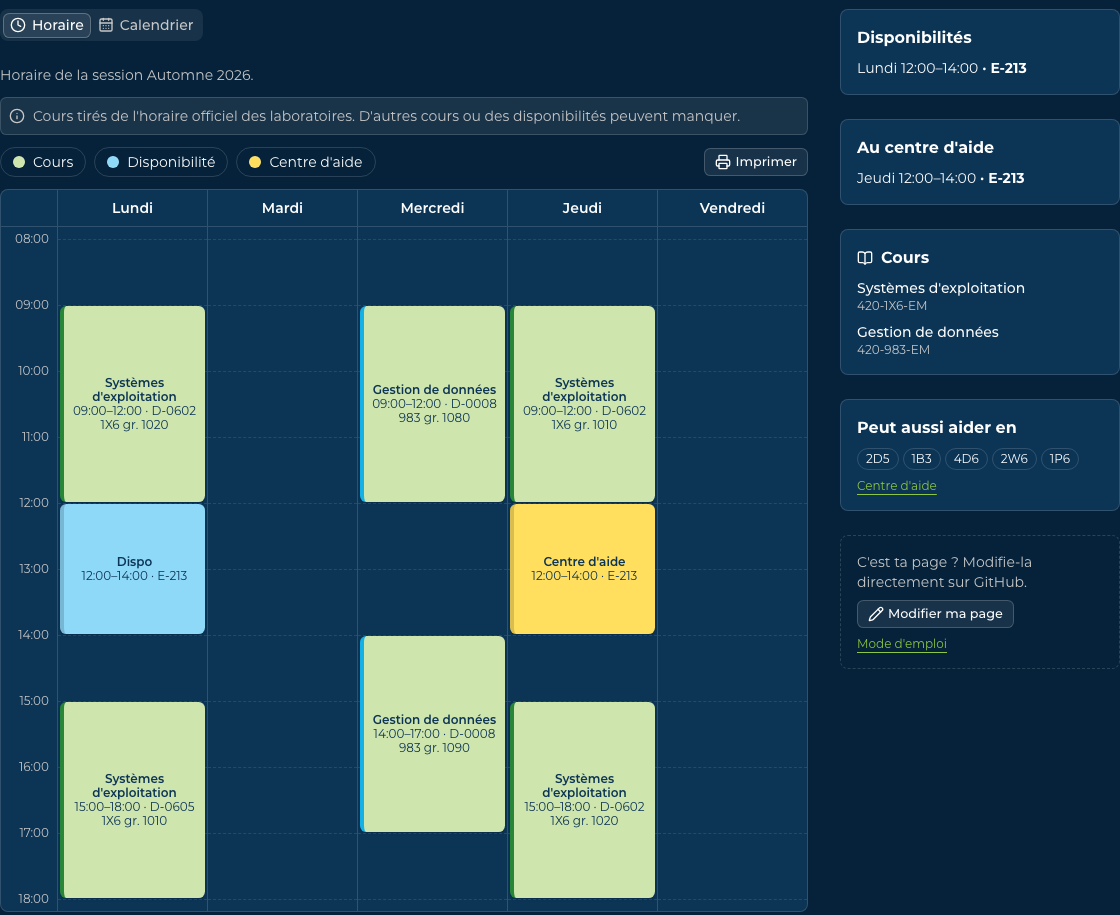 Horaire
Calendrier
Horaire de la session Automne 2026.
Cours tirés de l'horaire officiel des laboratoires. D'autres cours ou des disponibilités peuvent manquer.
Cours
Disponibilité
Centre d'aide
Imprimer
Lundi
Mardi
Mercredi
Jeudi
Vendredi
08:00
09:00
10:00
11:00
12:00
13:00
14:00
15:00
16:00
17:00
18:00
Systèmes
d'exploitation
09:00–12:00 · D-0602
1X6 gr. 1020
Dispo
12:00–14:00 · E-213
Systèmes
d'exploitation
15:00–18:00 · D-0605
1X6 gr. 1010
Gestion de données
09:00–12:00 · D-0008
983 gr. 1080
Gestion de données
14:00–17:00 · D-0008
983 gr. 1090
Systèmes
d'exploitation
09:00–12:00 · D-0602
1X6 gr. 1010
Centre d'aide
12:00–14:00 · E-213
Systèmes
d'exploitation
15:00–18:00 · D-0602
1X6 gr. 1020
Disponibilités
Lundi 12:00–14:00 • E-213
Au centre d'aide
Jeudi 12:00–14:00 • E-213
Cours
Systèmes d'exploitation
420-1X6-EM
Gestion de données
420-983-EM
Peut aussi aider en
2D5
1B3
4D6
2W6
1P6
Centre d'aide
C'est ta page ? Modifie-la
directement sur GitHub.
Modifier ma page
Mode d'emploi